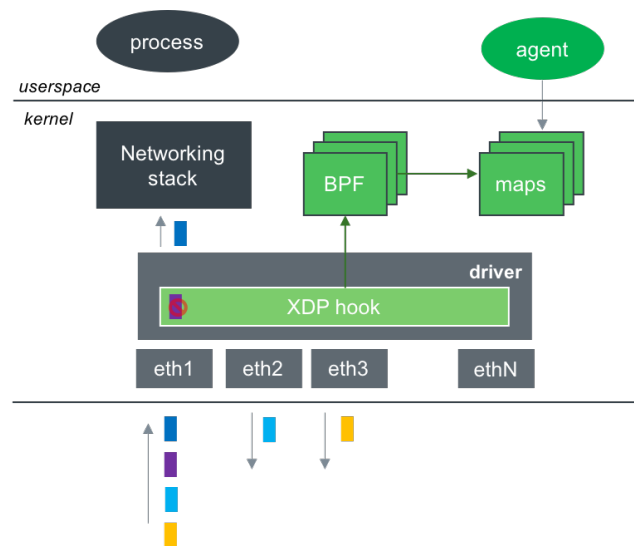 process
agent
userspace
kernel
Networking
stack
BPF
maps
driver
XDP hook
eth1
eth2
eth3
ethN